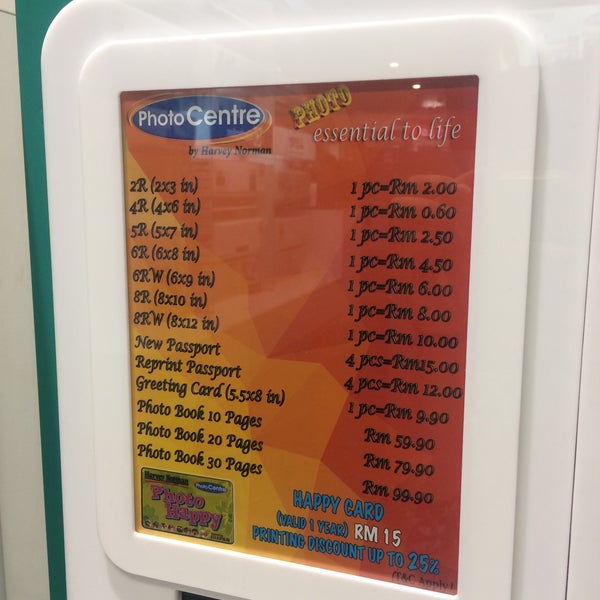 PhotoCentre
by Harvey Norman
PHOTO
essential to life
2R (2x3 in) 1 pc=Rm 2.00
4R (4x6 in) 1 pc=Rm 0.60
5R (5x7 in) 1 pc=Rm 2.50
6R (6x8 in) 1 pc=Rm 4.50
6RW (6x9 in) 1 pc=Rm 6.00
8R (8x10 in) 1 pc=Rm 8.00
8RW (8x12 in) 1 pc=Rm 10.00
New Passport 4 pcs=Rm15.00
Reprint Passport 4 pcs=Rm 12.00
Greeting Card (5.5x8 in) 1 pc=Rm 9.90
Photo Book 10 Pages Rm 59.90
Photo Book 20 Pages Rm 79.90
Photo Book 30 Pages Rm 99.90
Harvey Norman
PhotoCentre
Photo
Happy
HAPPY CARD
(VALID 1 YEAR) RM 15
PRINTING DISCOUNT UP TO 25%
(T&C Apply)